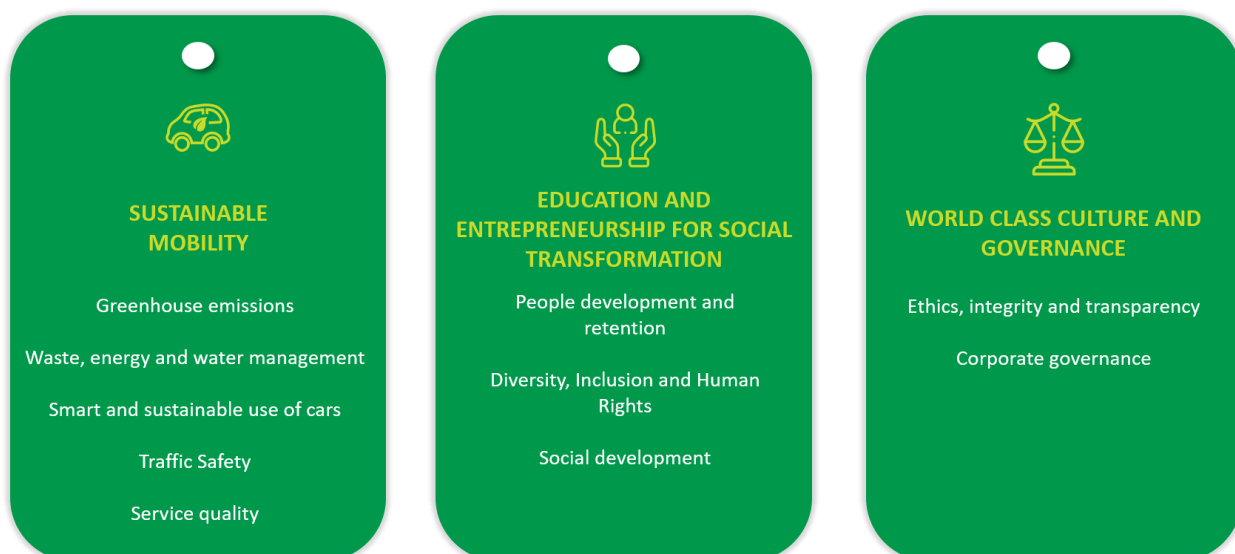 SUSTAINABLE
MOBILITY
Greenhouse emissions
Waste, energy and water management
Smart and sustainable use of cars
Traffic Safety
Service quality
EDUCATION AND
ENTREPRENEURSHIP FOR SOCIAL
TRANSFORMATION
People development and
retention
Diversity, Inclusion and Human
Rights
Social development
WORLD CLASS CULTURE AND
GOVERNANCE
Ethics, integrity and transparency
Corporate governance